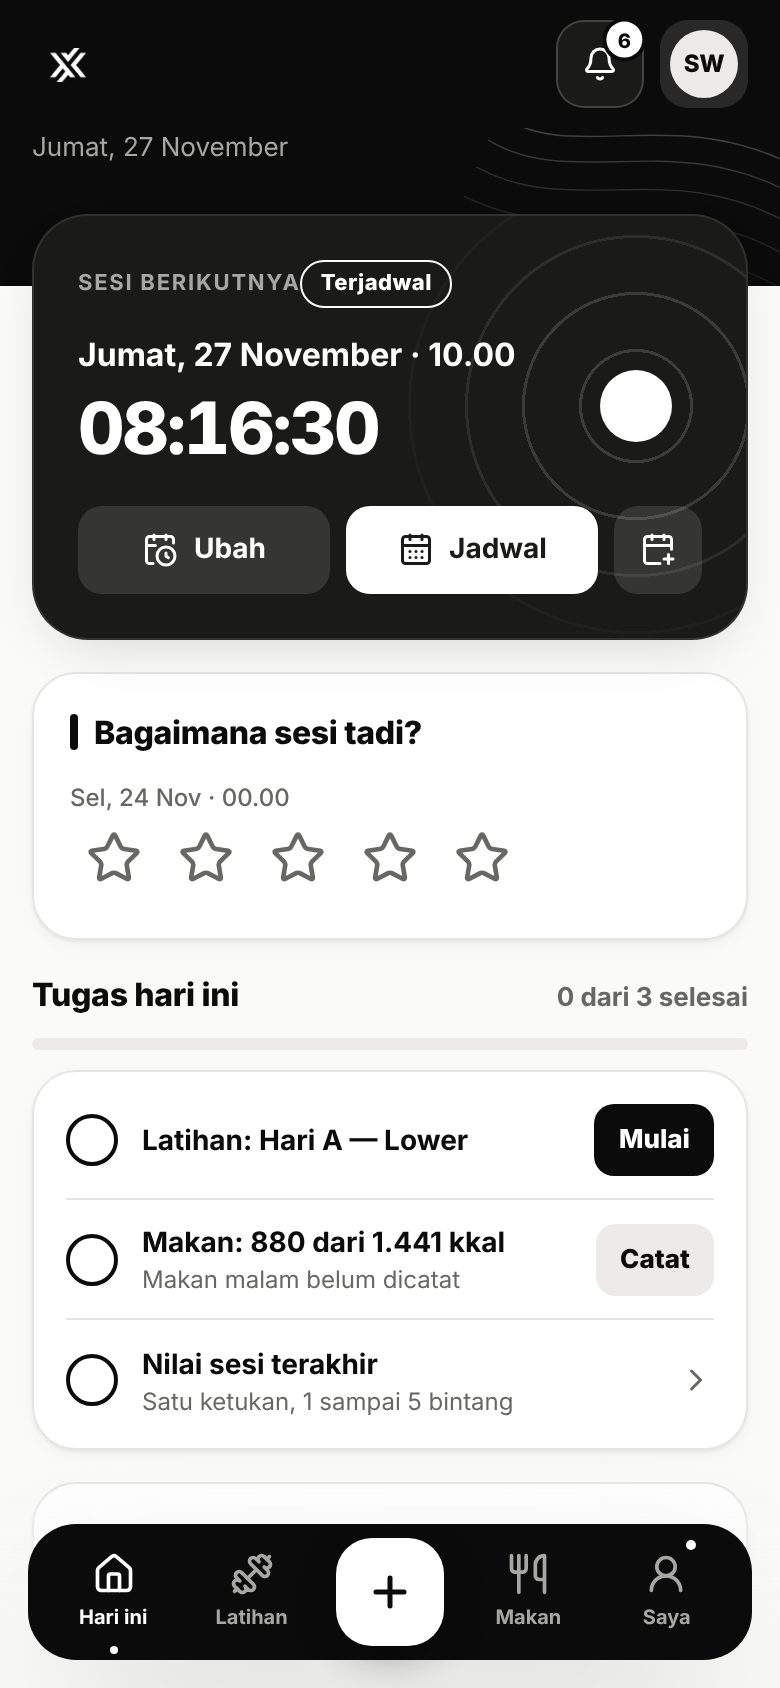 6
SW
Jumat, 27 November
SESI BERIKUTNYA Terjadwal
Jumat, 27 November · 10.00
08:16:30
Ubah
Jadwal
Bagaimana sesi tadi?
Sel, 24 Nov · 00.00
Tugas hari ini
0 dari 3 selesai
Latihan: Hari A — Lower
Mulai
Makan: 880 dari 1.441 kkal
Makan malam belum dicatat
Catat
Nilai sesi terakhir
Satu ketukan, 1 sampai 5 bintang
Hari ini
Latihan
Makan
Saya